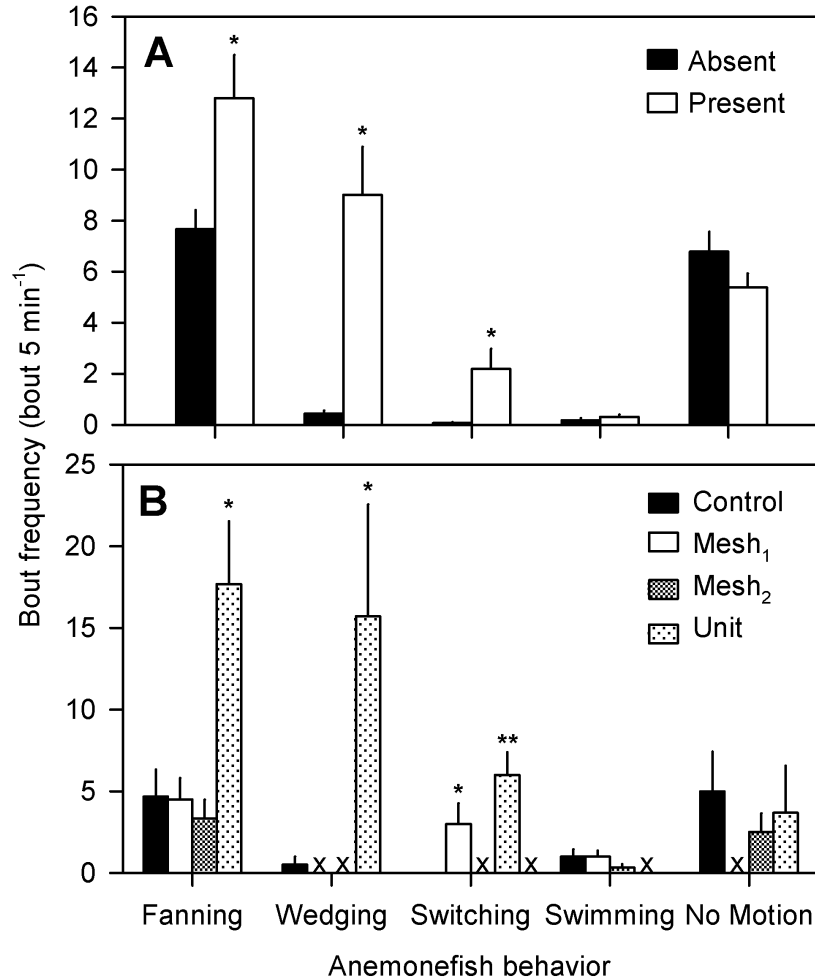 Bout frequency (bout 5 min⁻¹)
16
14
12
10
8
6
4
2
0
A
* * *
Absent
Present
25
20
15
10
5
0
B
* * * **
X X X X X X
Control
Mesh₁
Mesh₂
Unit
Fanning Wedging Switching Swimming No Motion
Anemonefish behavior